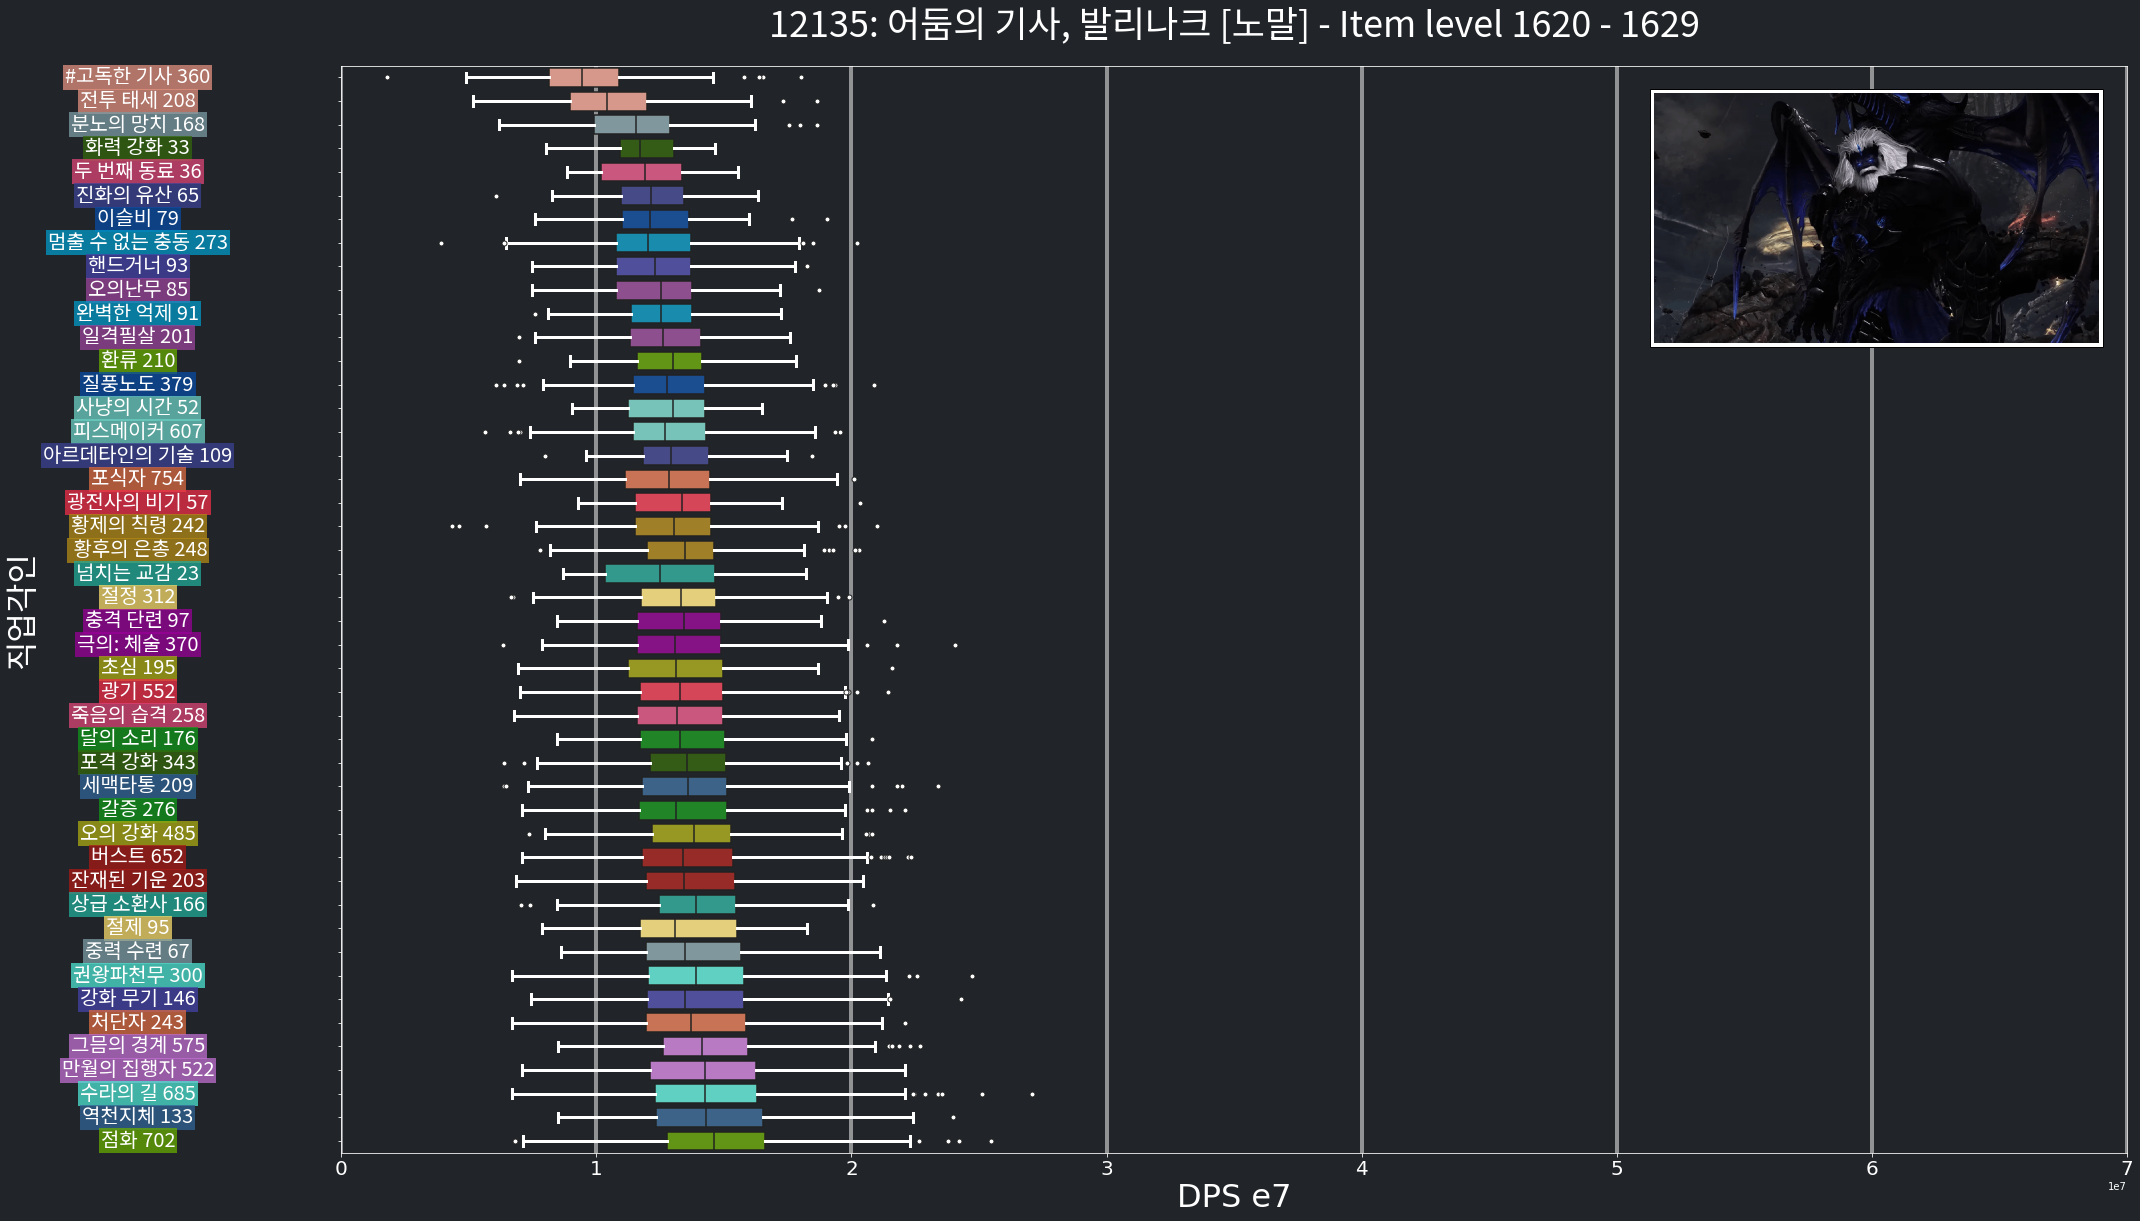 12135: 어둠의 기사, 발리나크 [노말] - Item level 1620 - 1629
직업각인
#고독한 기사 360
전투 태세 208
분노의 망치 168
화력 강화 33
두 번째 동료 36
진화의 유산 65
이슬비 79
멈출 수 없는 충동 273
핸드거너 93
오의난무 85
완벽한 억제 91
일격필살 201
환류 210
질풍노도 379
사냥의 시간 52
피스메이커 607
아르데타인의 기술 109
포식자 754
광전사의 비기 57
황제의 칙령 242
황후의 은총 248
넘치는 교감 23
절정 312
충격 단련 97
극의: 체술 370
초심 195
광기 552
죽음의 습격 258
달의 소리 176
포격 강화 343
세맥타통 209
갈증 276
오의 강화 485
버스트 652
잔재된 기운 203
상급 소환사 166
절제 95
중력 수련 67
권왕파천무 300
강화 무기 146
처단자 243
그믐의 경계 575
만월의 집행자 522
수라의 길 685
역천지체 133
점화 702
0 1 2 3 4 5 6 7
DPS e7
1e7